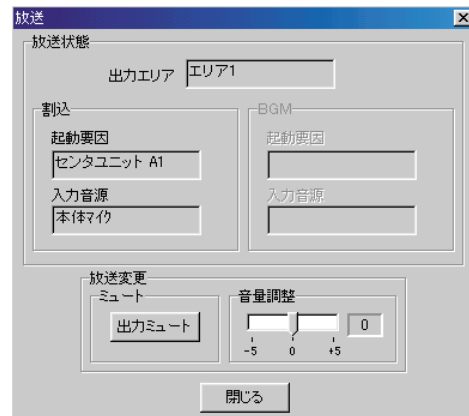 放送
放送状態
出力エリア エリア1
割込
起動要因
センタユニット A1
入力音源
本体マイク
BGM
起動要因
入力音源
放送変更
ミュート
出力ミュート
音量調整
0
-5 0 +5
閉じる